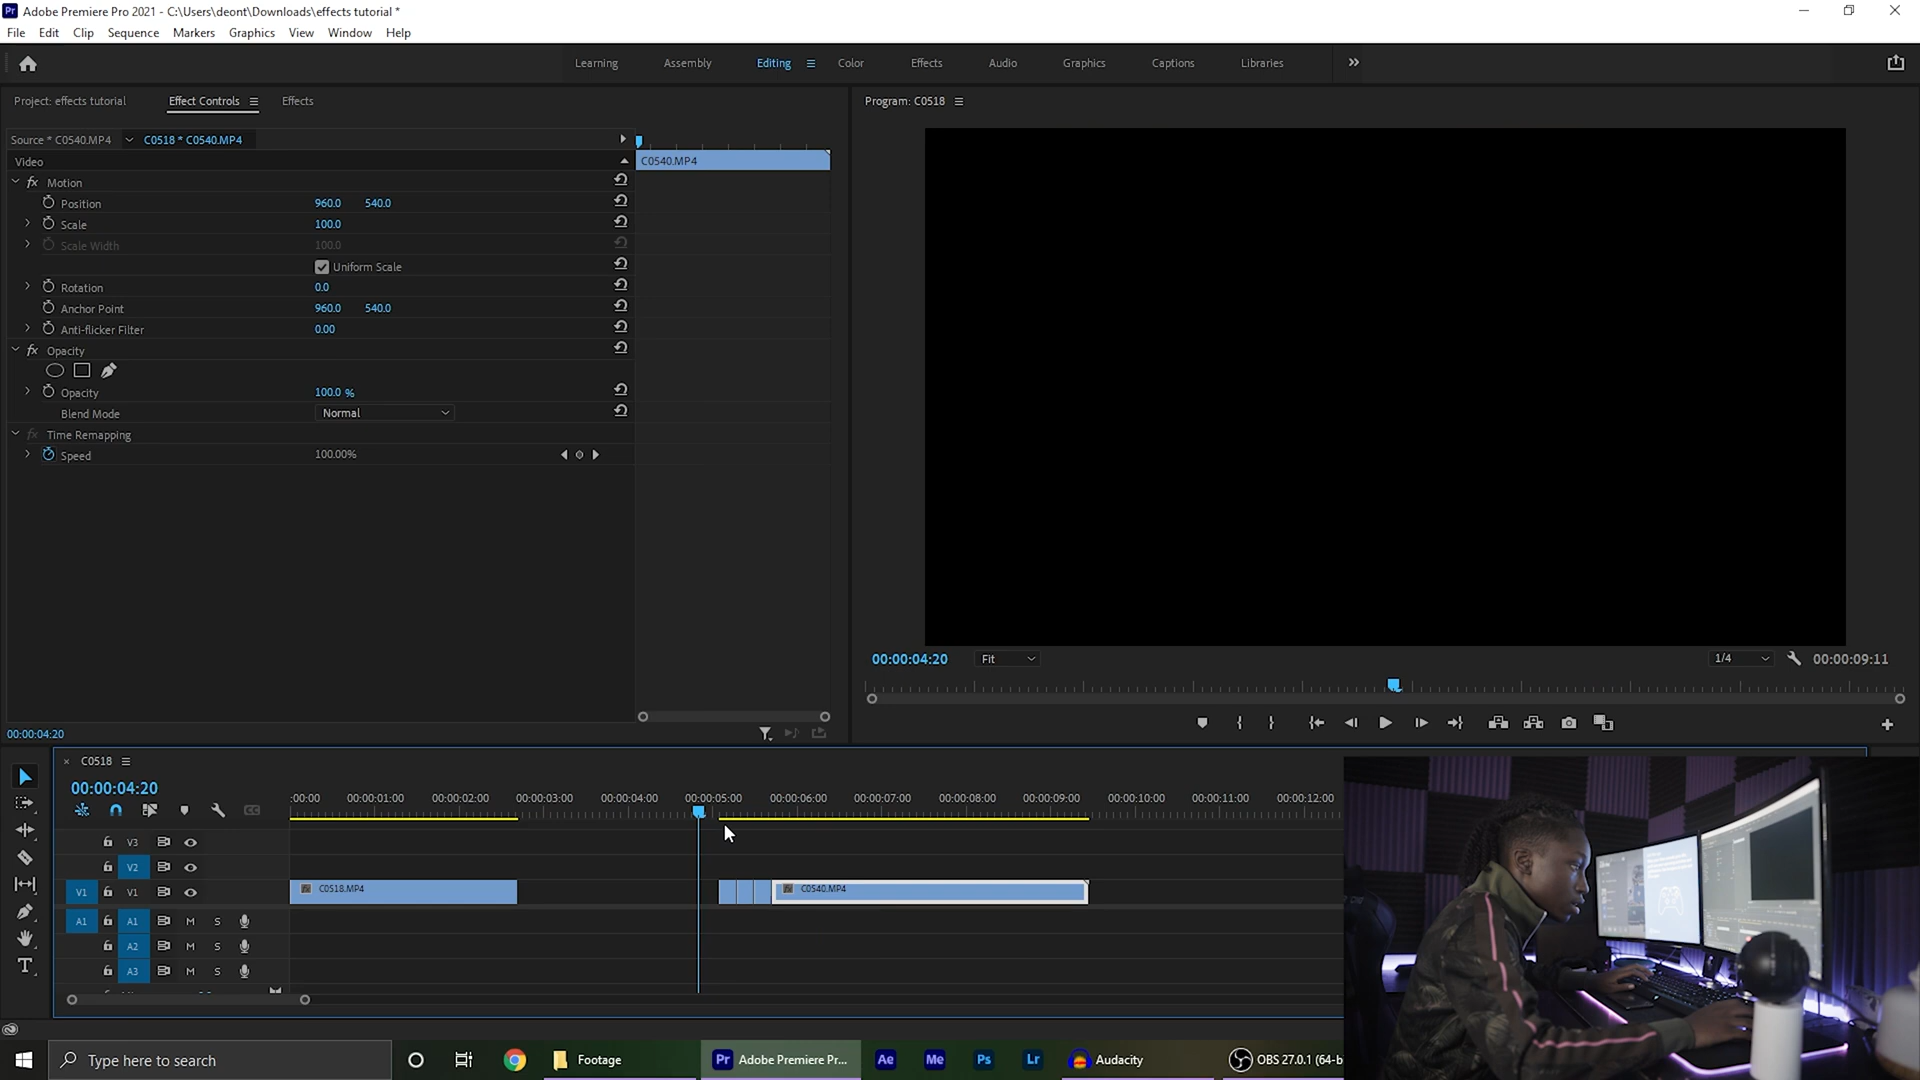 Pr Adobe Premiere Pro 2021 - C:\Users\deont\Downloads\effects tutorial *
File Edit Clip Sequence Markers Graphics View Window Help
Learning Assembly Editing Color Effects Audio Graphics Captions Libraries
Project: effects tutorial Effect Controls Effects
Program: C0518
Source * C0540.MP4 C0518 * C0540.MP4
Video
C0540.MP4
fx Motion
Position 960.0 540.0
Scale 100.0
Scale Width 100.0
Uniform Scale
Rotation 0.0
Anchor Point 960.0 540.0
Anti-flicker Filter 0.00
fx Opacity
Opacity 100.0 %
Blend Mode Normal
fx Time Remapping
Speed 100.00%
00:00:04:20 Fit 1/4 00:00:09:11
00:00:04:20
C0518
00:00:04:20
:00:00 00:00:01:00 00:00:02:00 00:00:03:00 00:00:04:00 00:00:05:00 00:00:06:00 00:00:07:00 00:00:08:00 00:00:09:00 00:00:10:00 00:00:11:00 00:00:12:00
V3
V2
V1 V1 fx C0518.MP4 fx C0540.MP4
A1 A1 M S
A2 M S
A3 M S
Type here to search Footage Pr Adobe Premiere Pr... Ae Me Ps Lr Audacity OBS 27.0.1 (64-b